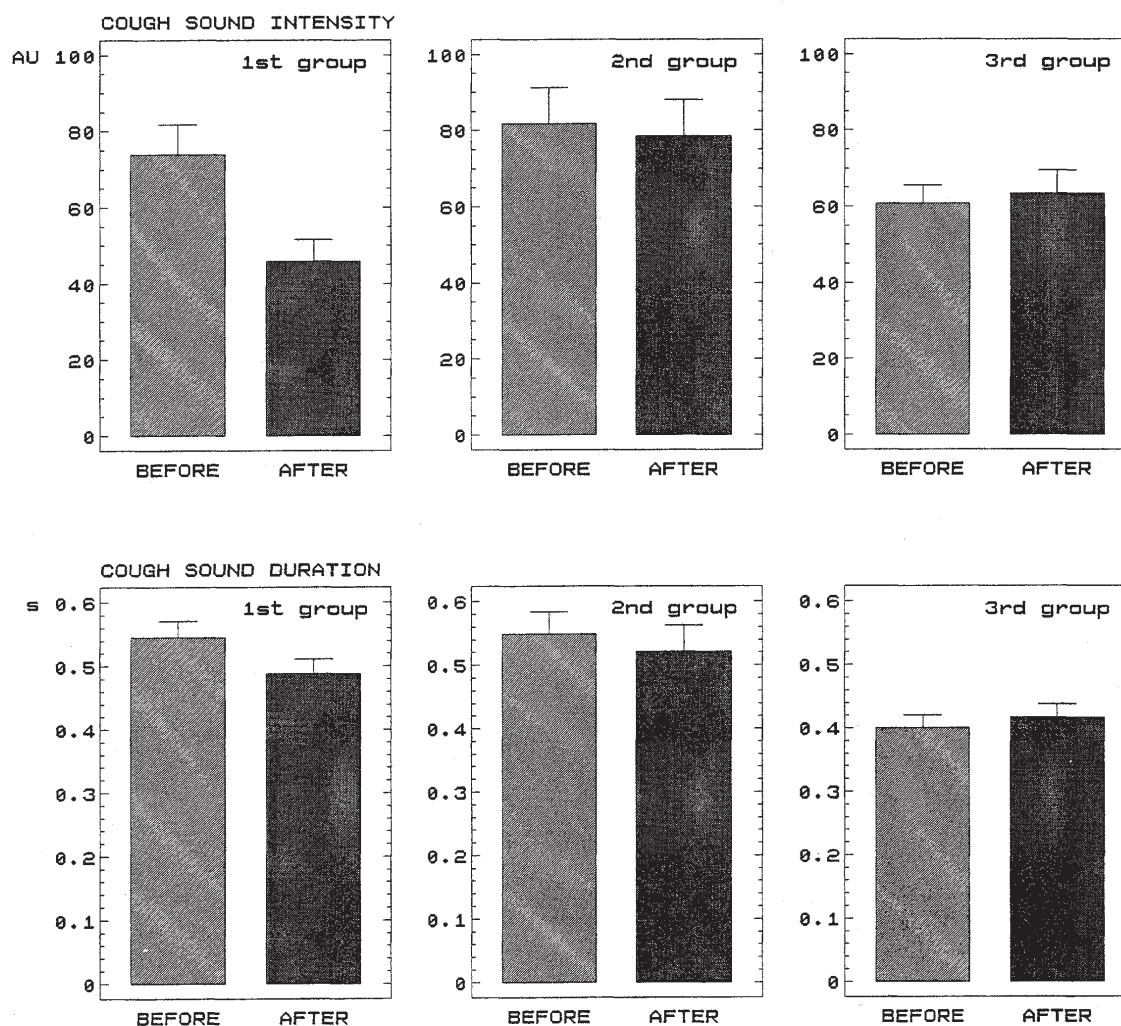 COUGH SOUND INTENSITY
AU 100
80
60
40
20
0
1st group
BEFORE AFTER
100
80
60
40
20
0
2nd group
BEFORE AFTER
100
80
60
40
20
0
3rd group
BEFORE AFTER
COUGH SOUND DURATION
s 0.6
0.5
0.4
0.3
0.2
0.1
0
1st group
BEFORE AFTER
0.6
0.5
0.4
0.3
0.2
0.1
0
2nd group
BEFORE AFTER
0.6
0.5
0.4
0.3
0.2
0.1
0
3rd group
BEFORE AFTER